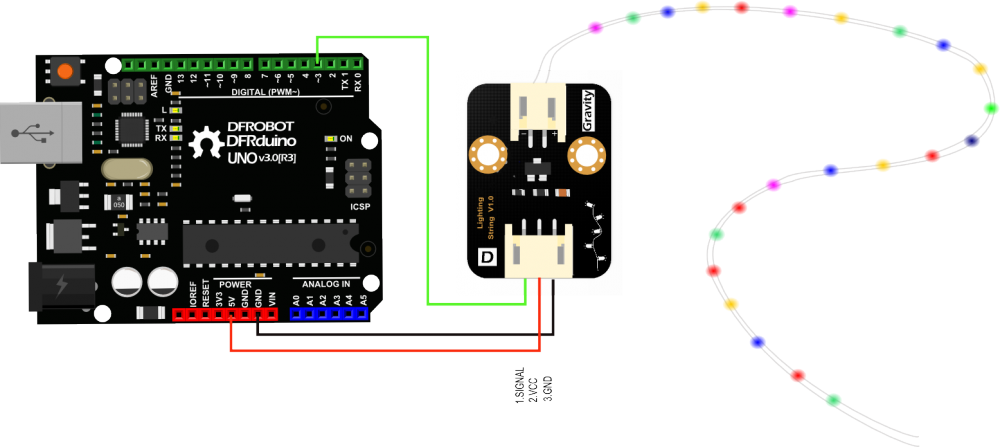 AREF
GND
13
12
~11
~10
~9
8
7
~6
~5
4
~3
2
TX 1
RX 0
DIGITAL (PWM~)
L
TX
RX
DFROBOT
DFRduino
UNO v3.0[R3]
ON
ICSP
a
050
POWER
ANALOG IN
IOREF
RESET
3V3
5V
GND
GND
VIN
A0
A1
A2
A3
A4
A5
Gravity
- +
Lighting
String V1.0
D
1.SIGNAL
2.VCC
3.GND